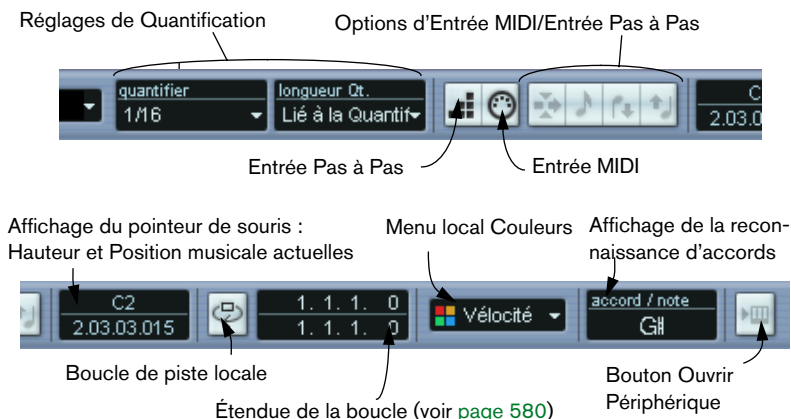 Réglages de Quantification
Options d'Entrée MIDI/Entrée Pas à Pas
quantifier
longueur Qt.
1/16
Lié à la Quantif
C
2.03.0
Entrée Pas à Pas
Entrée MIDI
Affichage du pointeur de souris :
Hauteur et Position musicale actuelles
Menu local Couleurs
Affichage de la recon-
naissance d'accords
C2
2.03.03.015
1. 1. 1. 0
1. 1. 1. 0
Vélocité
accord / note
Boucle de piste locale
Étendue de la boucle (voir page 580)
Bouton Ouvrir
Périphérique